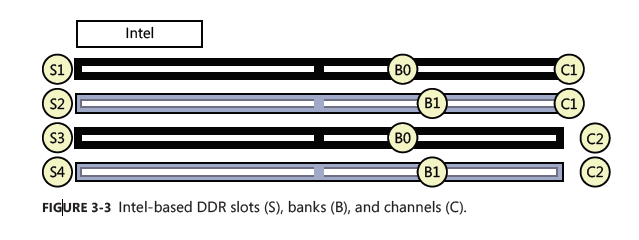 Intel
S1 B0 C1
S2 B1 C1
S3 B0 C2
S4 B1 C2
FIGURE 3-3 Intel-based DDR slots (S), banks (B), and channels (C).